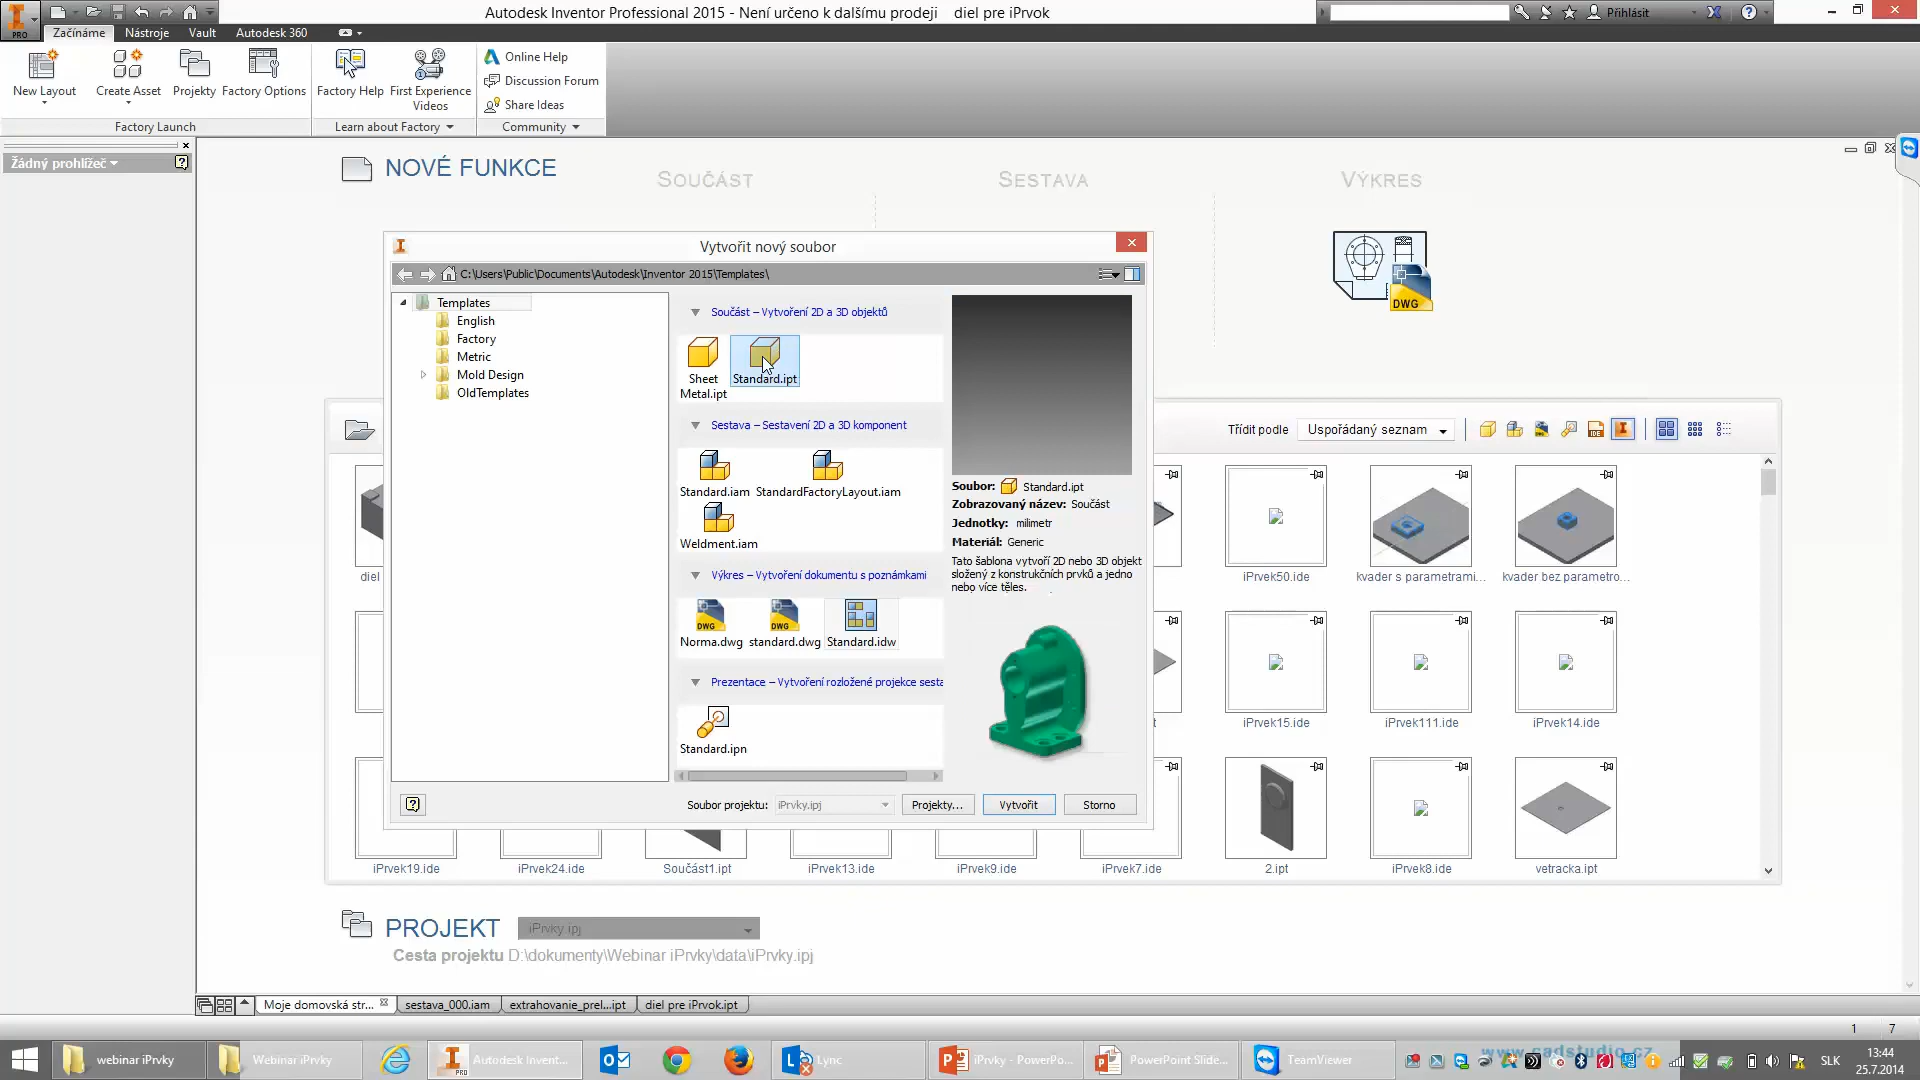 Autodesk Inventor Professional 2015 - Není určeno k dalšímu prodeji    diel pre iPrvok
Přihlásit
PRO
Začínáme
Nástroje
Vault
Autodesk 360
New Layout
Create Asset
Projekty
Factory Options
Factory Help
First Experience
Videos
Online Help
Discussion Forum
Share Ideas
Factory Launch
Learn about Factory
Community
Žádný prohlížeč
NOVÉ FUNKCE
SOUČÁST
SESTAVA
VÝKRES
DWG
Vytvořit nový soubor
C:\Users\Public\Documents\Autodesk\Inventor 2015\Templates\
Templates
English
Factory
Metric
Mold Design
OldTemplates
Součást – Vytvoření 2D a 3D objektů
Sheet
Metal.ipt
Standard.ipt
Sestava – Sestavení 2D a 3D komponent
Standard.iam
StandardFactoryLayout.iam
Weldment.iam
Výkres – Vytvoření dokumentu s poznámkami
DWG
DWG
Norma.dwg
standard.dwg
Standard.idw
Prezentace – Vytvoření rozložené projekce sesta
Standard.ipn
Soubor: Standard.ipt
Zobrazovaný název: Součást
Jednotky: milimetr
Materiál: Generic
Tato šablona vytvoří 2D nebo 3D objekt
složený z konstrukčních prvků a jedno
nebo více těles.
Soubor projektu:
iPrvky.ipj
Projekty...
Vytvořit
Storno
Třídit podle
Uspořádaný seznam
diel
iPrvek50.ide
kvader s parametrami...
kvader bez parametro...
iPrvek15.ide
iPrvek111.ide
iPrvek14.ide
iPrvek19.ide
iPrvek24.ide
Součást1.ipt
iPrvek13.ide
iPrvek9.ide
iPrvek7.ide
2.ipt
iPrvek8.ide
vetracka.ipt
PROJEKT
iPrvky.ipj
Cesta projektu D:\dokumenty\Webinar iPrvky\data\iPrvky.ipj
Moje domovská str...
sestava_000.iam
extrahovanie_prel...ipt
diel pre iPrvok.ipt
1
7
webinar iPrvky
Webinar iPrvky
Autodesk Invent...
Lync
iPrvky - PowerPo...
PowerPoint Slide...
TeamViewer
www.cadstudio.cz
SLK
13:44
25.7.2014